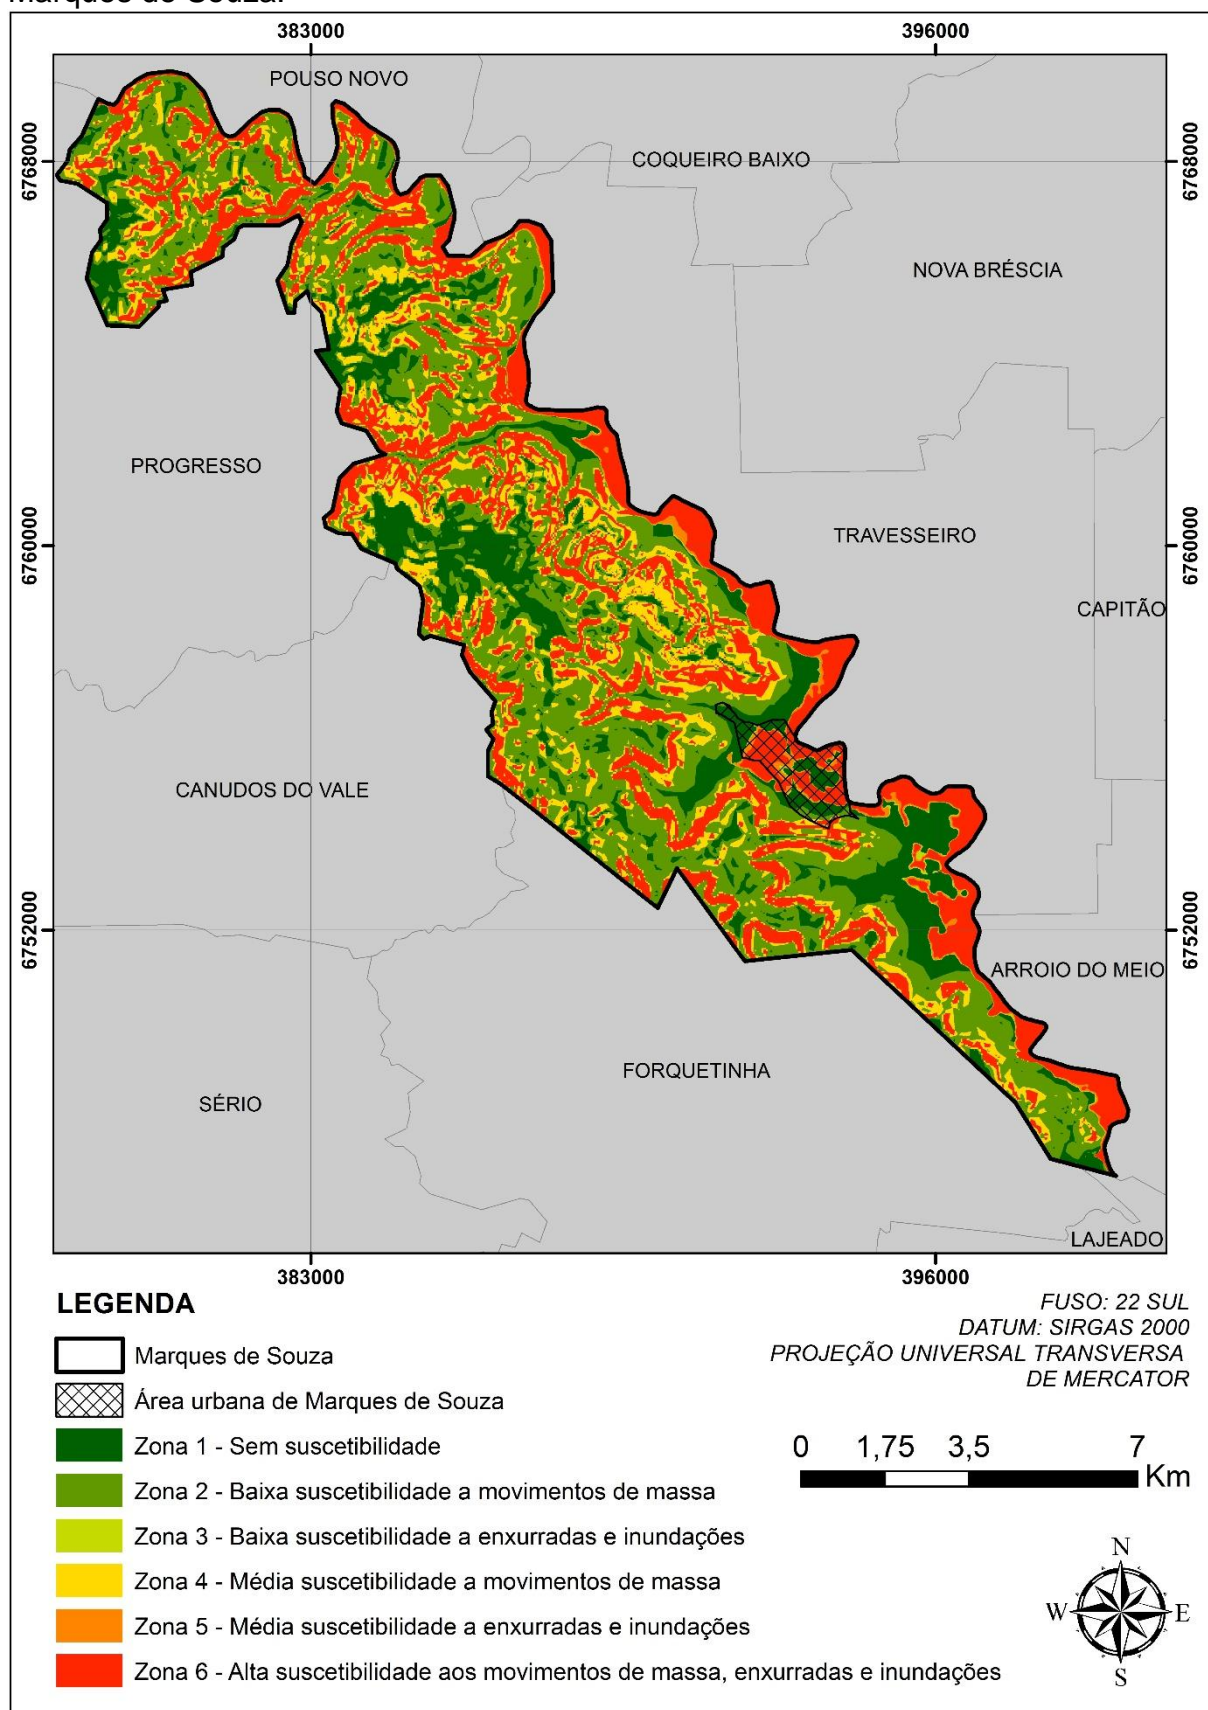 Marques de Souza.
383000
396000
POUSO NOVO
6768000
COQUEIRO BAIXO
6768000
NOVA BRÉSCIA
PROGRESSO
TRAVESSEIRO
6760000
6760000
CAPITÃO
CANUDOS DO VALE
6752000
6752000
ARROIO DO MEIO
FORQUETINHA
SÉRIO
LAJEADO
383000
396000
LEGENDA
Marques de Souza
Área urbana de Marques de Souza
Zona 1 - Sem suscetibilidade
Zona 2 - Baixa suscetibilidade a movimentos de massa
Zona 3 - Baixa suscetibilidade a enxurradas e inundações
Zona 4 - Média suscetibilidade a movimentos de massa
Zona 5 - Média suscetibilidade a enxurradas e inundações
Zona 6 - Alta suscetibilidade aos movimentos de massa, enxurradas e inundações
FUSO: 22 SUL
DATUM: SIRGAS 2000
PROJEÇÃO UNIVERSAL TRANSVERSA
DE MERCATOR
0 1,75 3,5 7
Km
N
W E
S